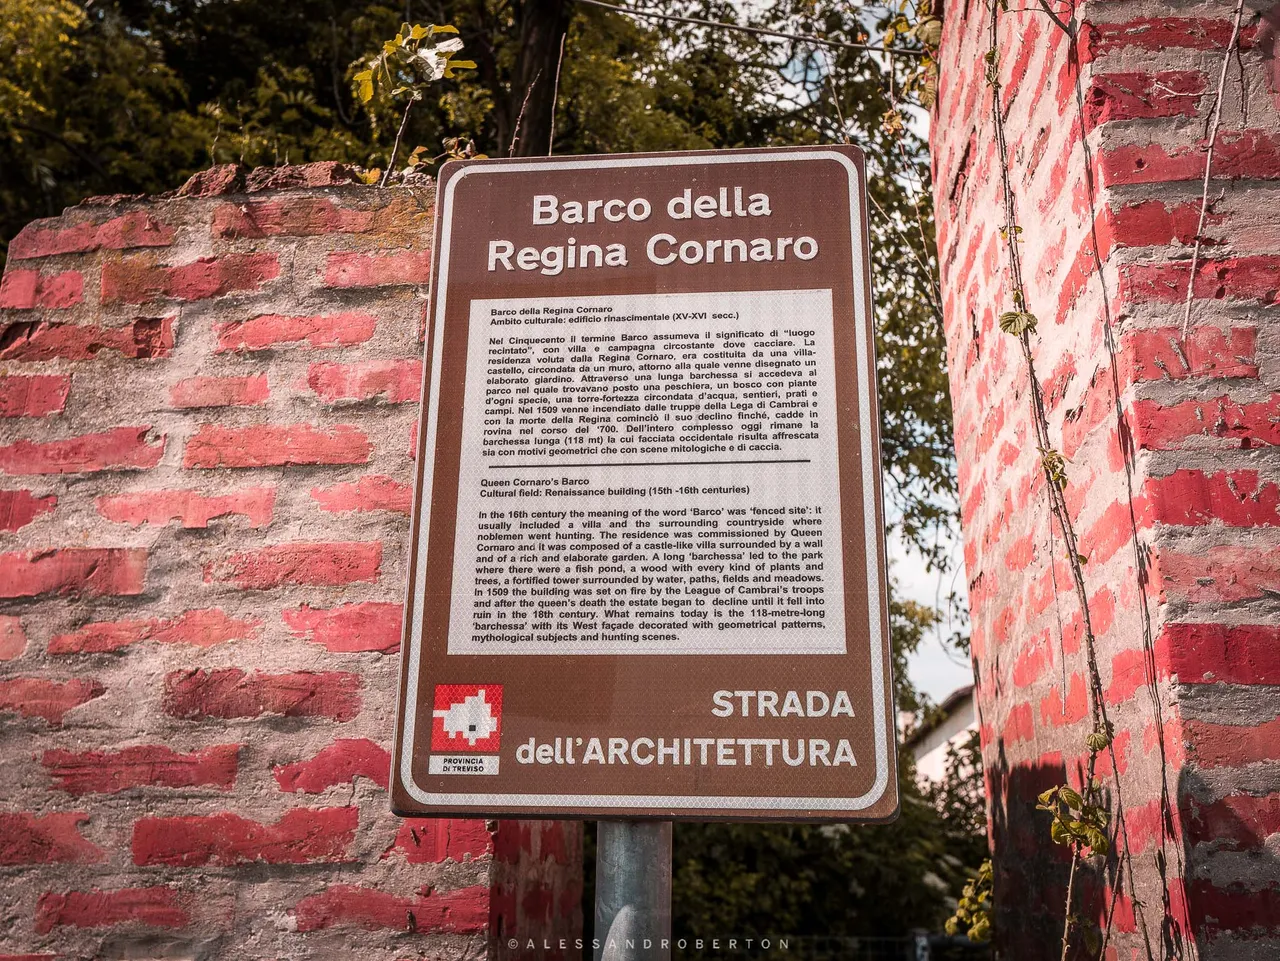 Barco della
Regina Cornaro
Barco della Regina Cornaro
Ambito culturale: edificio rinascimentale (XV-XVI secc.)
Nel Cinquecento il termine Barco assumeva il significato di “luogo
recintato”, con villa e campagna circostante dove cacciare. La
residenza voluta dalla Regina Cornaro, era costituita da una villa-
castello, circondata da un muro, attorno alla quale venne disegnato un
elaborato giardino. Attraverso una lunga barchessa si accedeva al
parco nel quale trovavano posto una peschiera, un bosco con piante
d’ogni specie, una torre-fortezza circondata d’acqua, sentieri, prati e
campi. Nel 1509 venne incendiato dalle truppe della Lega di Cambrai e
con la morte della Regina cominciò il suo declino finché, cadde in
rovina nel corso del ‘700. Dell’intero complesso oggi rimane la
barchessa lunga (118 mt) la cui facciata occidentale risulta affrescata
sia con motivi geometrici che con scene mitologiche e di caccia.
Queen Cornaro’s Barco
Cultural field: Renaissance building (15th -16th centuries)
In the 16th century the meaning of the word ‘Barco’ was ‘fenced site’: it
usually included a villa and the surrounding countryside where
noblemen went hunting. The residence was commissioned by Queen
Cornaro and it was composed of a castle-like villa surrounded by a wall
and of a rich and elaborate garden. A long ‘barchessa’ led to the park
where there were a fish pond, a wood with every kind of plants and
trees, a fortified tower surrounded by water, paths, fields and meadows.
In 1509 the building was set on fire by the League of Cambrai’s troops
and after the queen’s death the estate began to decline until it fell into
ruin in the 18th century. What remains today is the 118-metre-long
‘barchessa’ with its West façade decorated with geometrical patterns,
mythological subjects and hunting scenes.
STRADA
dell’ARCHITETTURA
PROVINCIA
DI TREVISO
©ALESSANDROBERTON